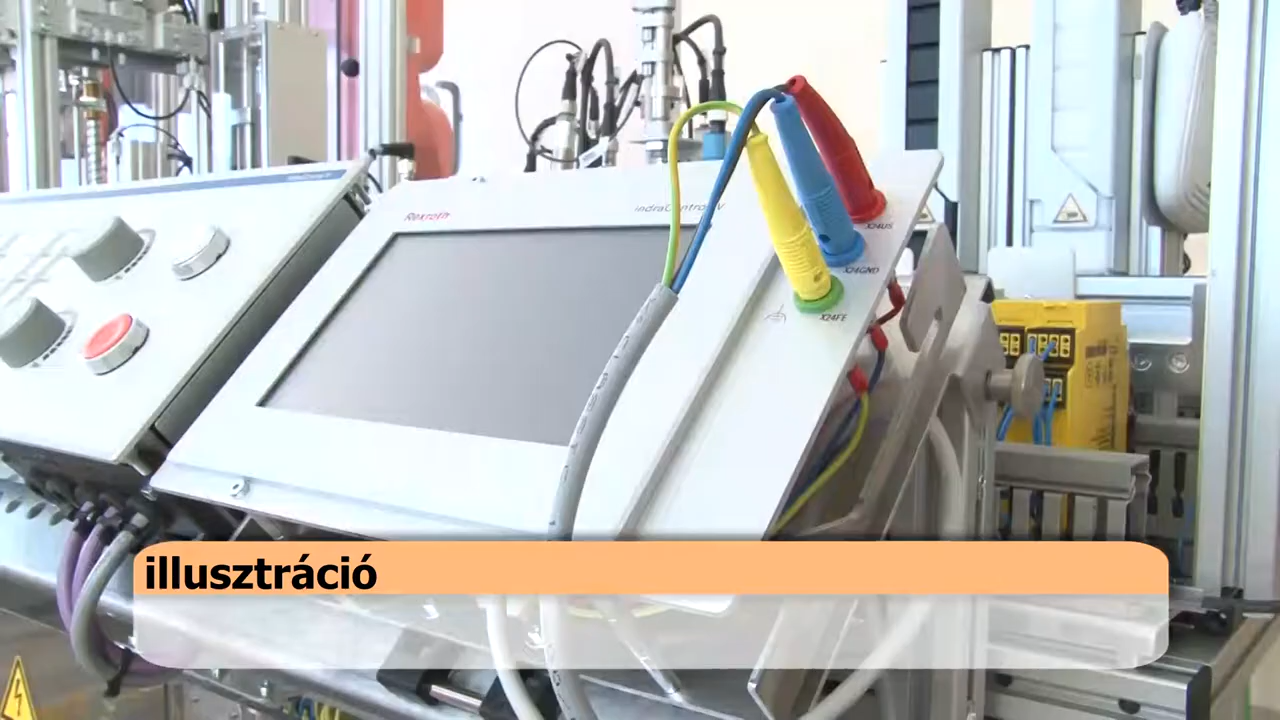 Rexroth
IndraControl V
X24US
X24GND
X24FE
illusztráció